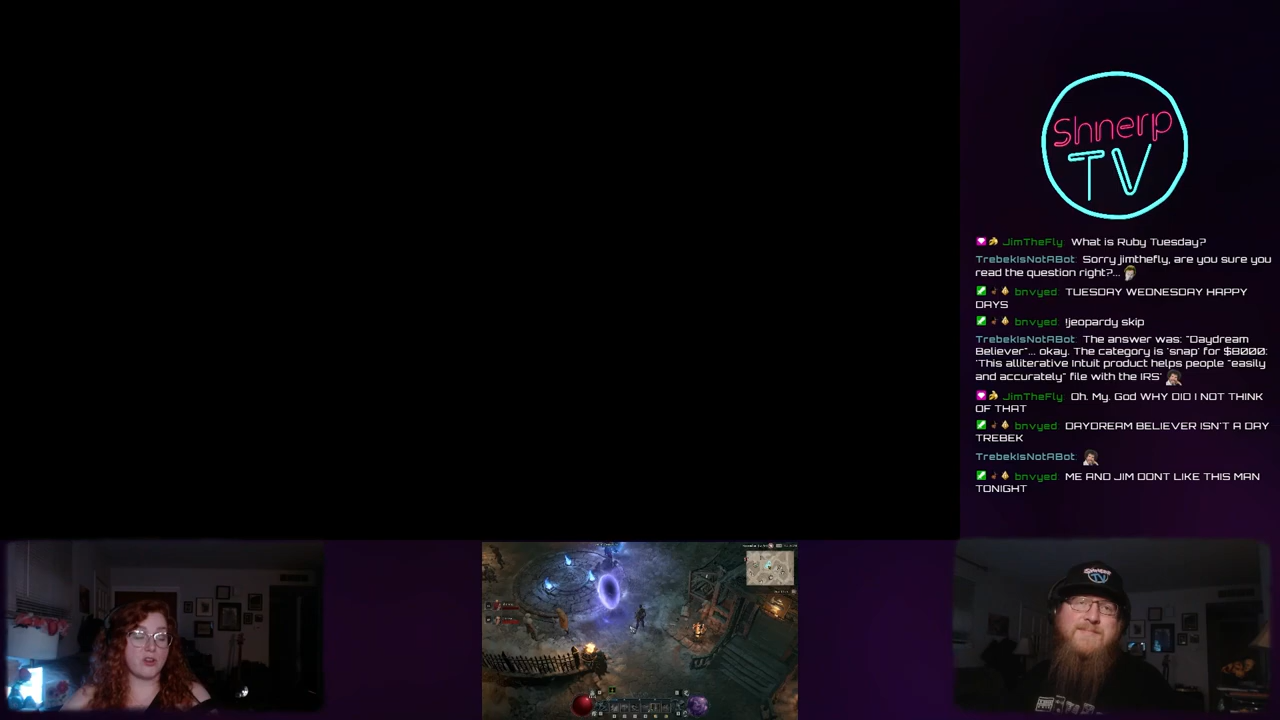 Shnerp
TV
JimTheFly: What is Ruby Tuesday?
TrebekIsNotABot: Sorry jimthefly, are you sure you
read the question right?...
bnvyed: TUESDAY WEDNESDAY HAPPY
DAYS
bnvyed: !jeopardy skip
TrebekIsNotABot: The answer was: "Daydream
Believer"... okay. The category is 'snap' for $8000:
'This alliterative Intuit product helps people "easily
and accurately" file with the IRS'
JimTheFly: Oh. My. God WHY DID I NOT THINK
OF THAT
bnvyed: DAYDREAM BELIEVER ISN'T A DAY
TREBEK
TrebekIsNotABot:
bnvyed: ME AND JIM DONT LIKE THIS MAN
TONIGHT
Shnerp
TV